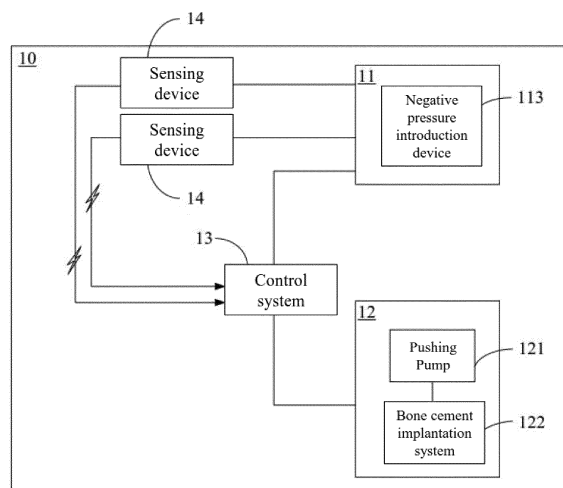 14
10
Sensing
device
11
Negative
pressure
introduction
device
113
Sensing
device
14
13
Control
system
12
Pushing
Pump
121
Bone cement
implantation
system
122